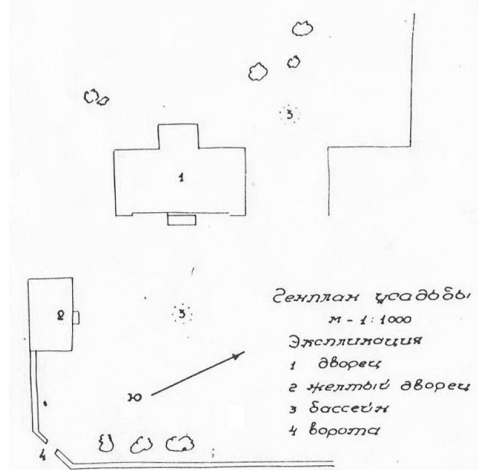 3
1
2
3
Ю
4
Генплан усадьбы
м - 1 : 1000
Экспликация
1 дворец
2 желтый дворец
3 бассейн
4 ворота